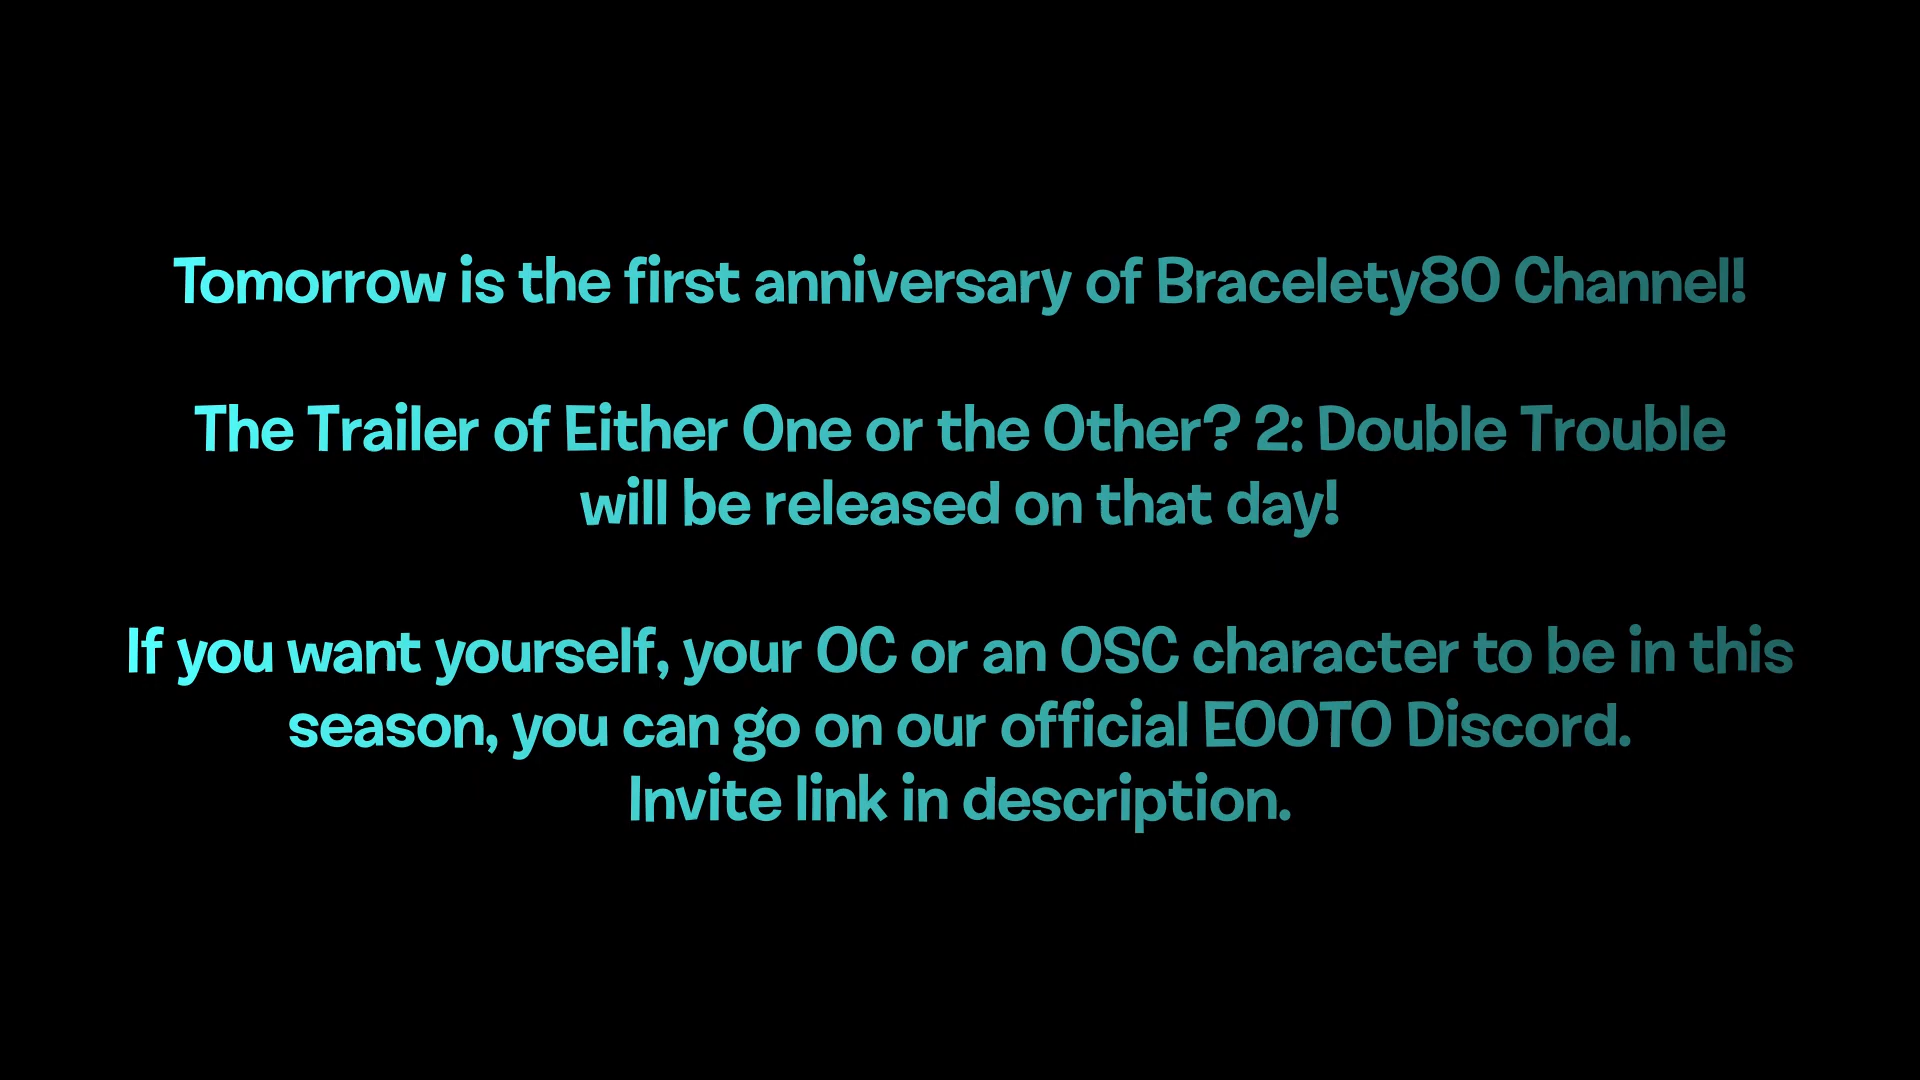 Tomorrow is the first anniversary of Bracelety80 Channel!
The Trailer of Either One or the Other? 2: Double Trouble
will be released on that day!
If you want yourself, your OC or an OSC character to be in this
season, you can go on our official EOOTO Discord.
Invite link in description.